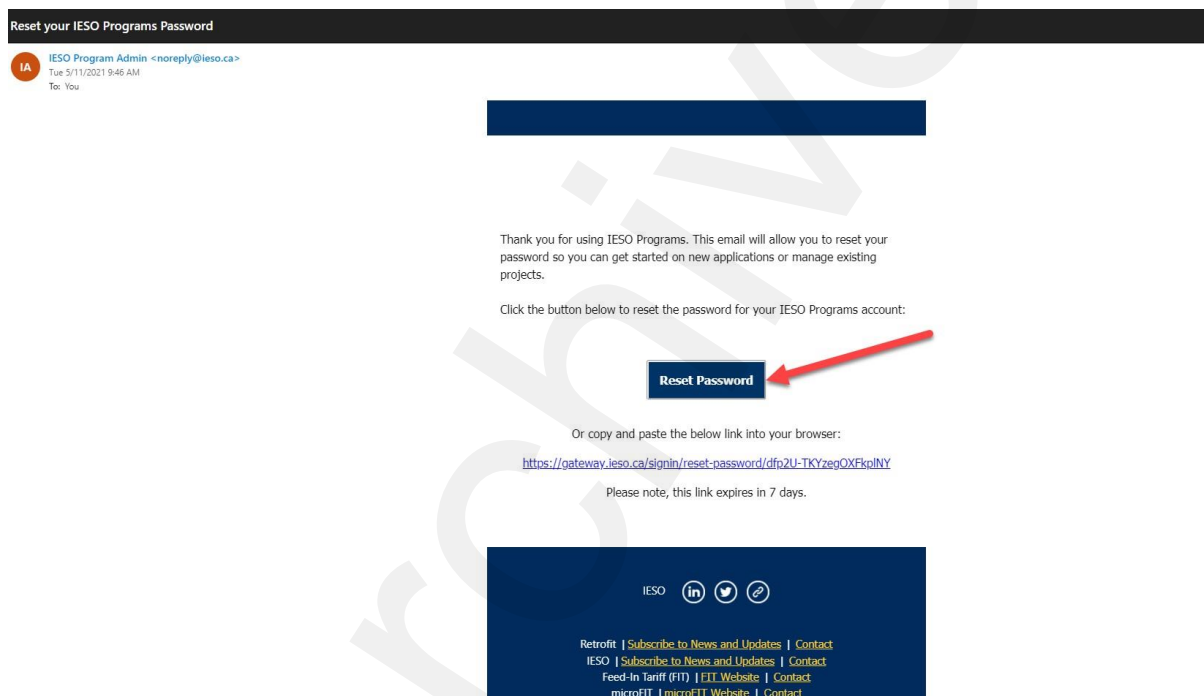 Reset your IESO Programs Password
IA
IESO Program Admin <noreply@ieso.ca>
Tue 5/11/2021 9:46 AM
To: You
Thank you for using IESO Programs. This email will allow you to reset your
password so you can get started on new applications or manage existing
projects.
Click the button below to reset the password for your IESO Programs account:
Reset Password
Or copy and paste the below link into your browser:
https://gateway.ieso.ca/signin/reset-password/dfp2U-TKYzegOXFkplNY
Please note, this link expires in 7 days.
IESO in
Retrofit | Subscribe to News and Updates | Contact
IESO | Subscribe to News and Updates | Contact
Feed-In Tariff (FIT) | FIT Website | Contact
microFIT | microFIT Website | Contact